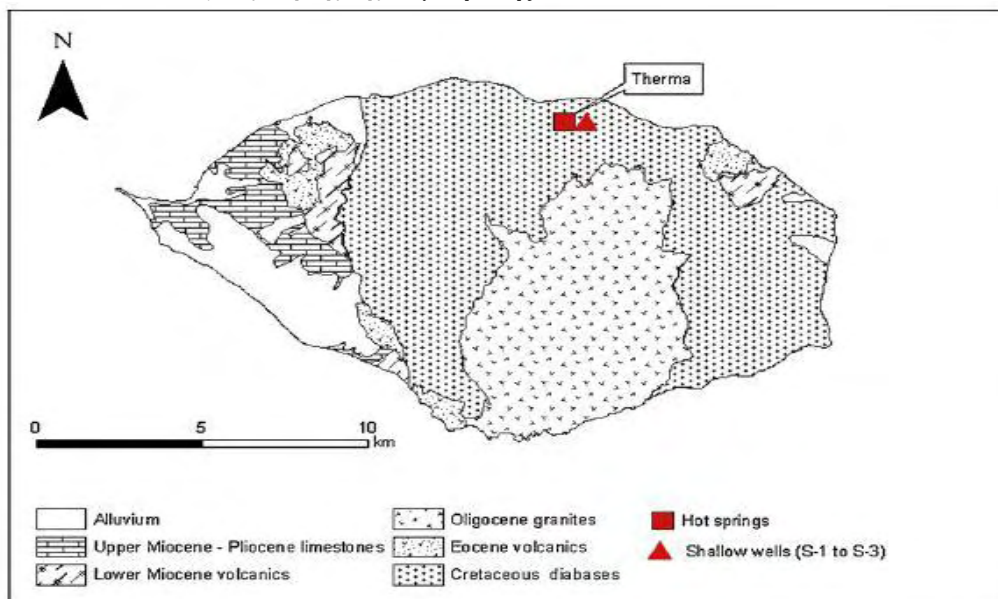 N
Therma
0 5 10
km
Alluvium
Upper Miocene - Pliocene limestones
Lower Miocene volcanics
Oligocene granites
Eocene volcanics
Cretaceous diabases
Hot springs
Shallow wells (S-1 to S-3)